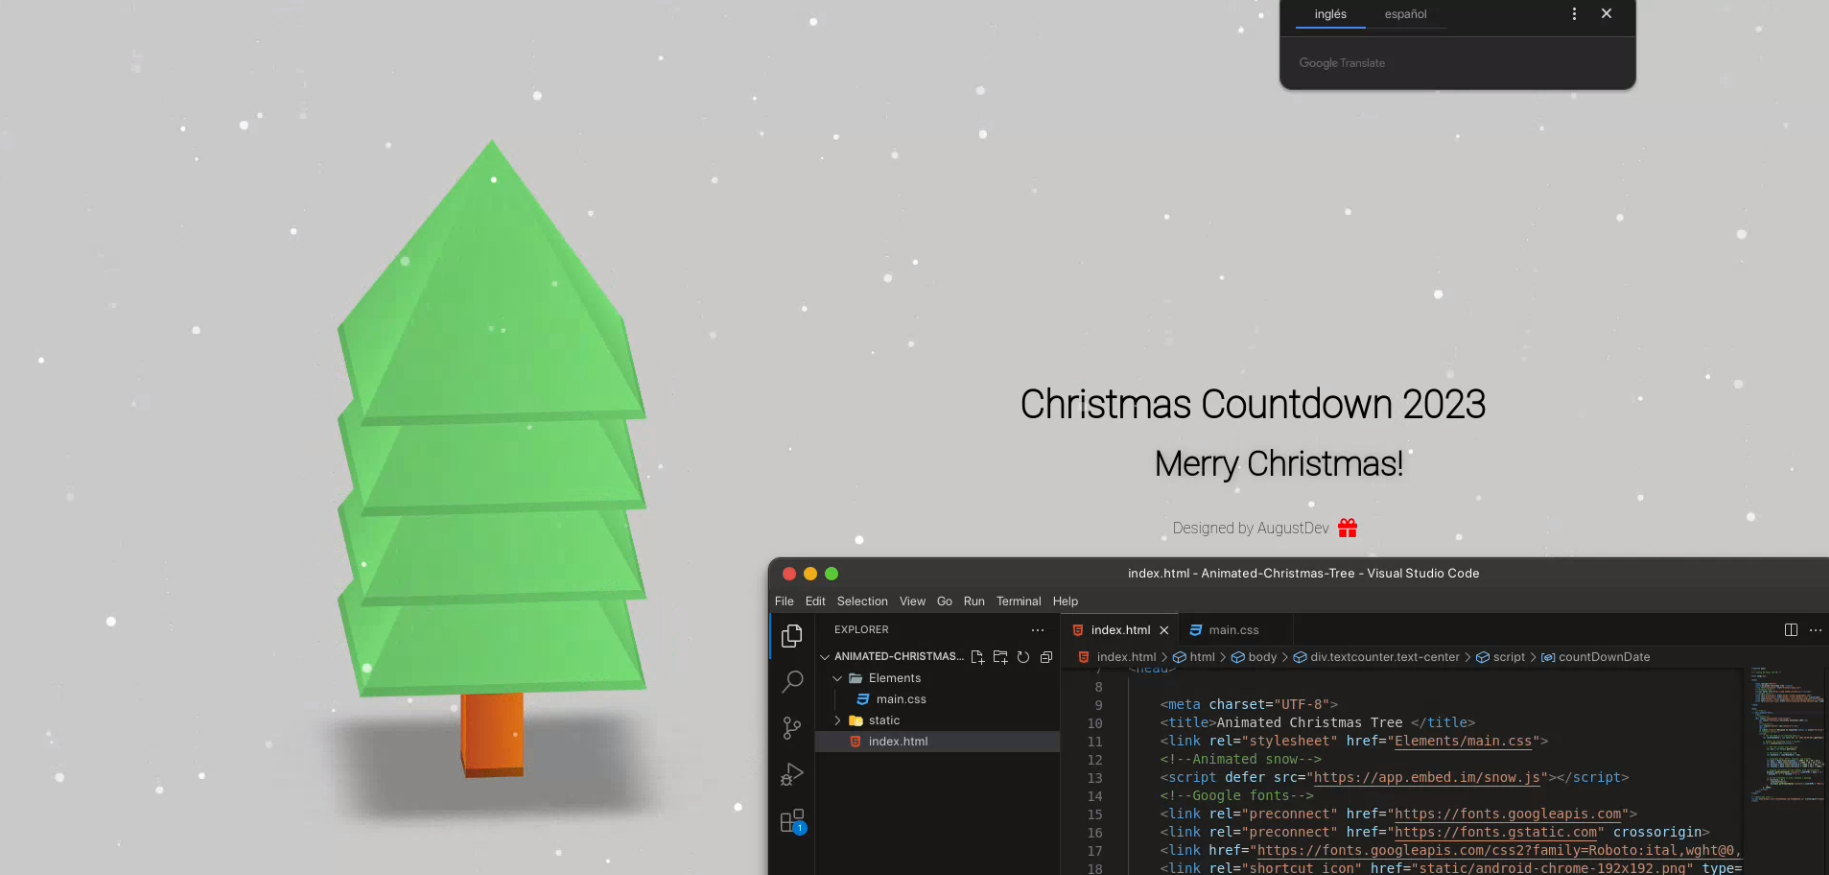 inglés español
Google Translate
Christmas Countdown 2023
Merry Christmas!
Designed by AugustDev
index.html - Animated-Christmas-Tree - Visual Studio Code
File Edit Selection View Go Run Terminal Help
EXPLORER
ANIMATED-CHRISTMAS...
Elements
main.css
static
index.html
1
index.html main.css
index.html > html > body > div.textcounter.text-center > script > countDownDate
7 <head>
8
9 <meta charset="UTF-8">
10 <title>Animated Christmas Tree </title>
11 <link rel="stylesheet" href="Elements/main.css">
12 <!--Animated snow-->
13 <script defer src="https://app.embed.im/snow.js"></script>
14 <!--Google fonts-->
15 <link rel="preconnect" href="https://fonts.googleapis.com">
16 <link rel="preconnect" href="https://fonts.gstatic.com" crossorigin>
17 <link href="https://fonts.googleapis.com/css2?family=Roboto:ital,wght@0,
18 <link rel="shortcut icon" href="static/android-chrome-192x192.png" type=